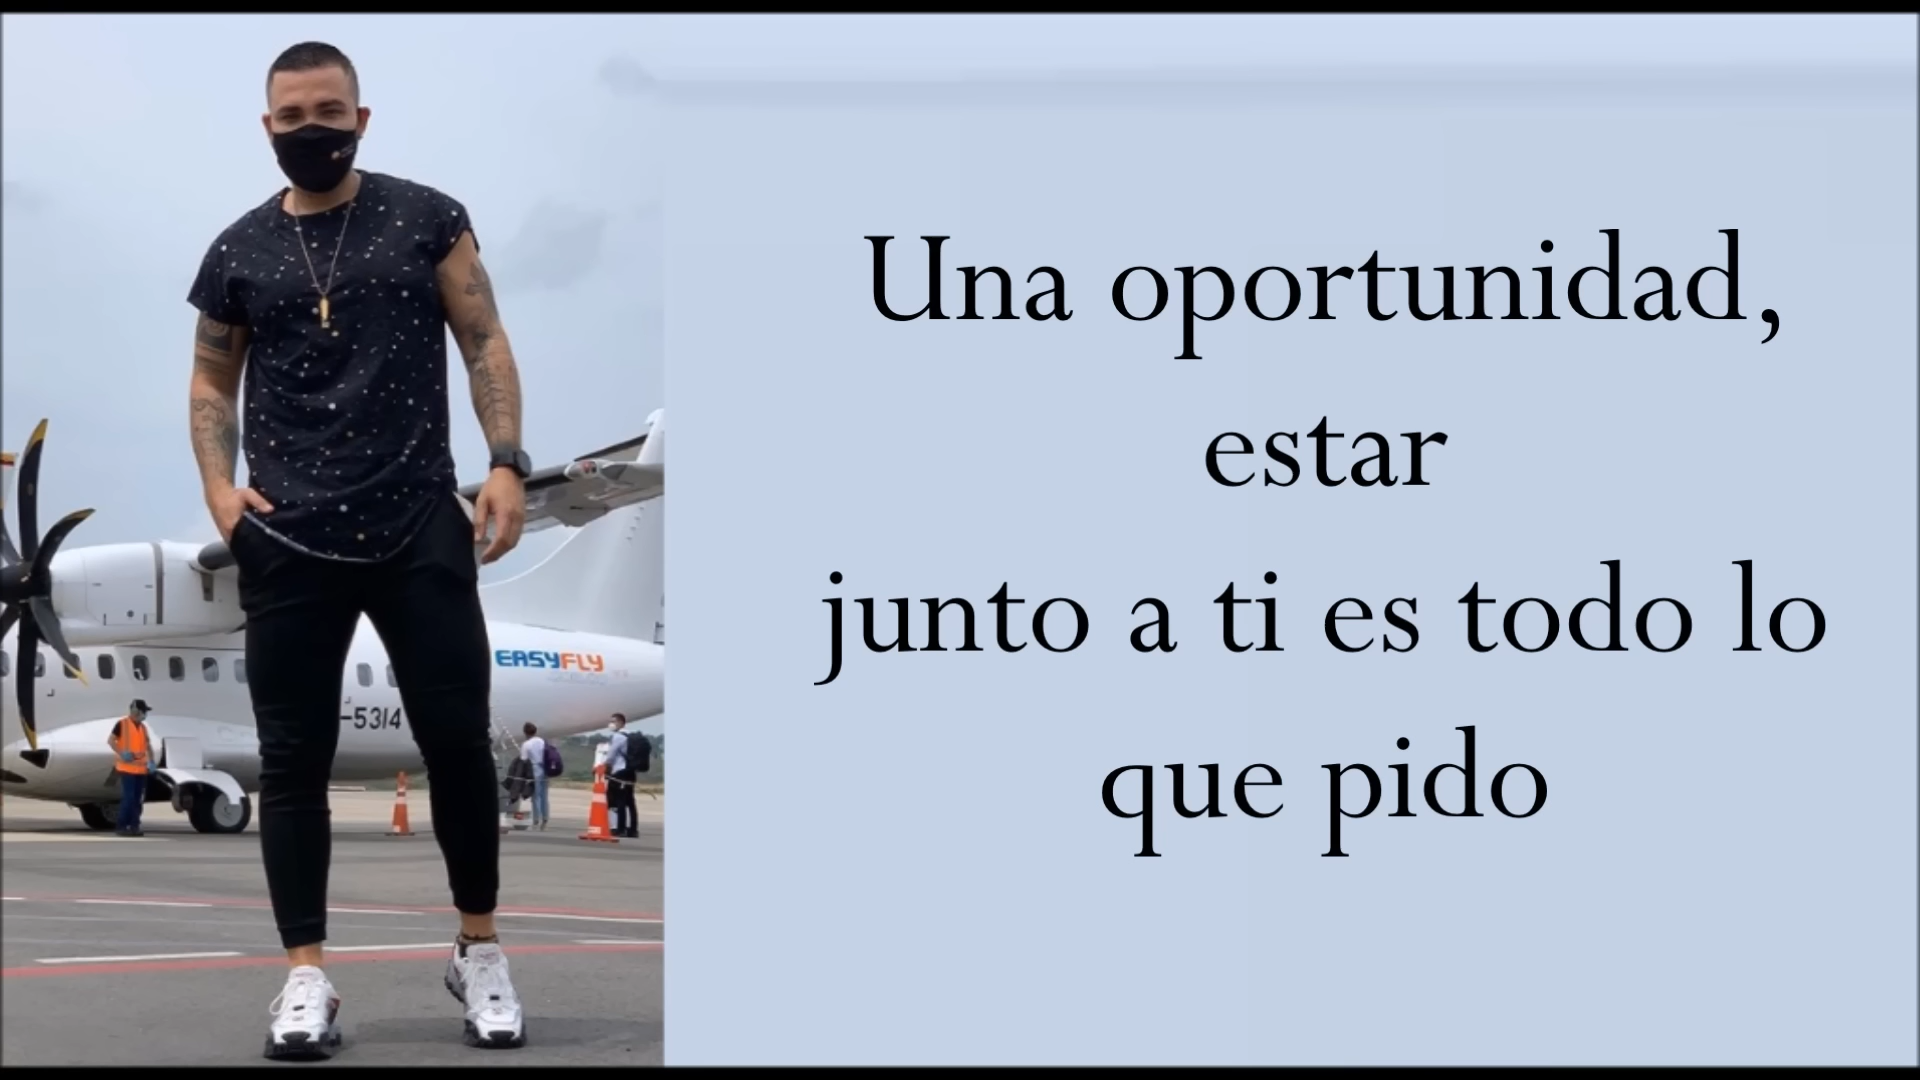 Una oportunidad,
estar
junto a ti es todo lo
que pido
EASYFLY
-5314